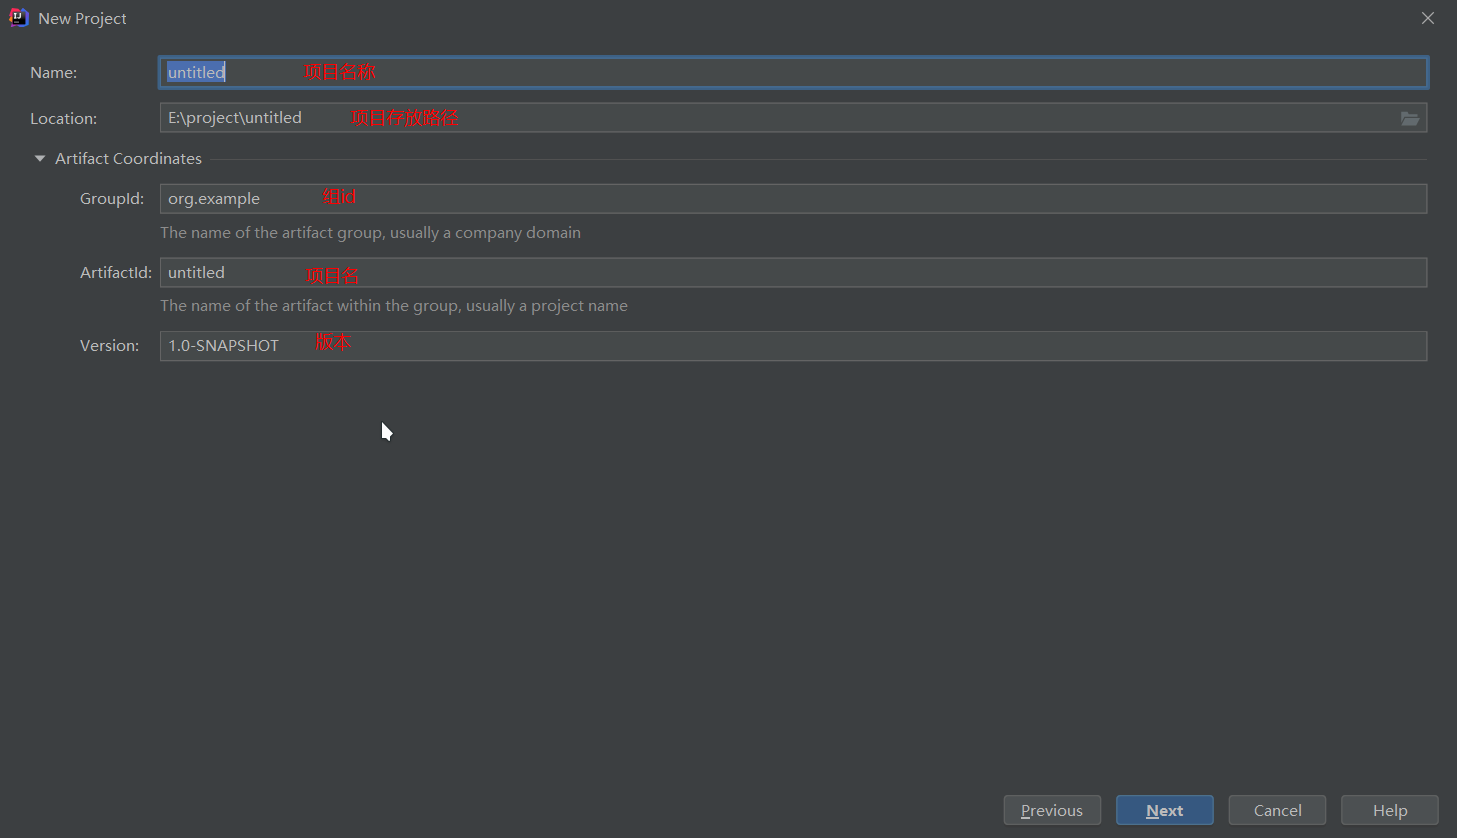 New Project
Name: untitled 项目名称
Location: E:\project\untitled 项目存放路径
Artifact Coordinates
GroupId: org.example 组id
The name of the artifact group, usually a company domain
ArtifactId: untitled 项目名
The name of the artifact within the group, usually a project name
Version: 1.0-SNAPSHOT 版本
Previous Next Cancel Help